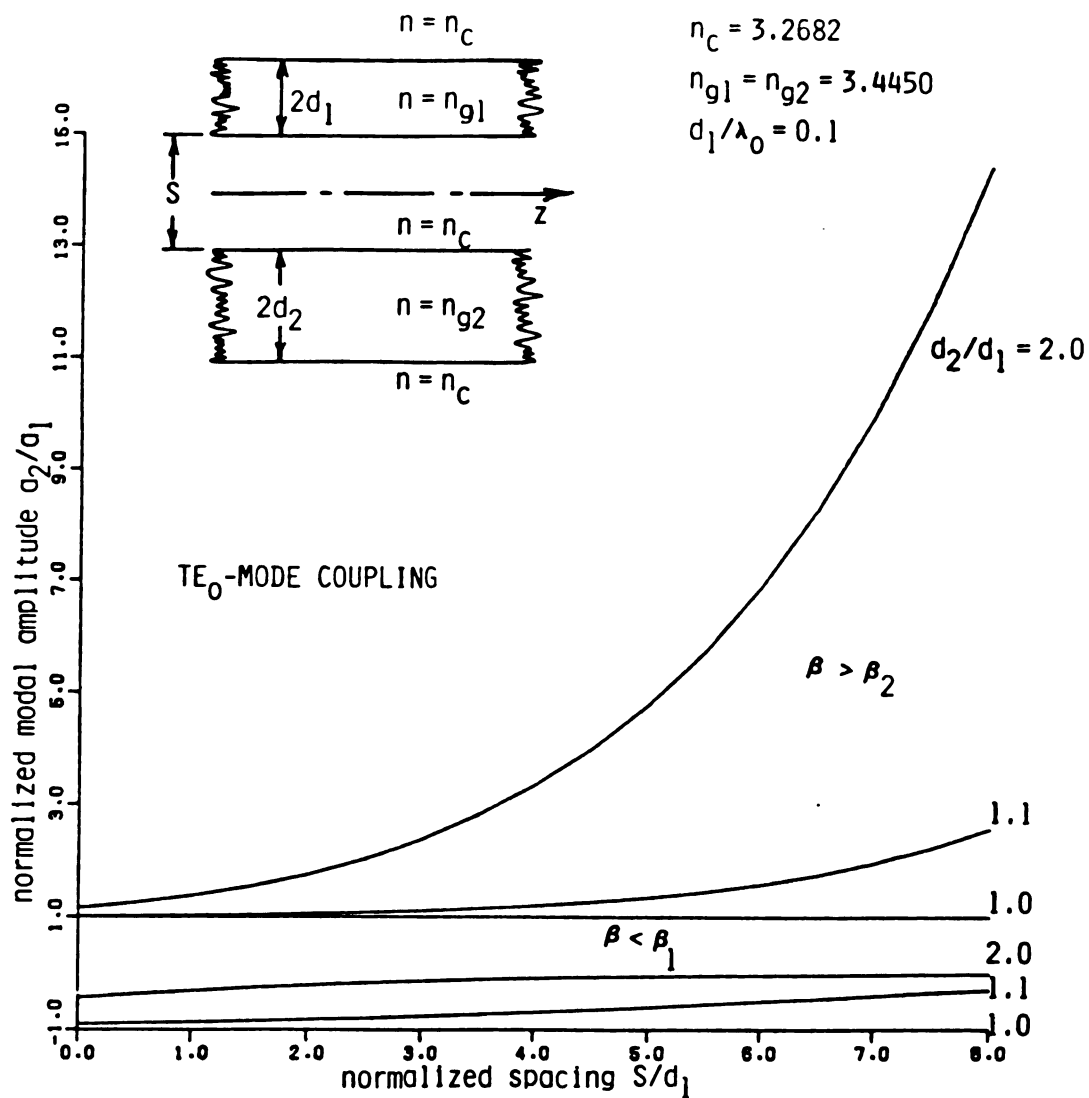 n = n_c
n_c = 3.2682
2d_1
n = n_g1
n_g1 = n_g2 = 3.4450
d_1/λ_0 = 0.1
S
z
n = n_c
2d_2
n = n_g2
n = n_c
d_2/d_1 = 2.0
TE_0-MODE COUPLING
β > β_2
1.1
1.0
β < β_1
2.0
1.1
1.0
normalized modal amplitude a_2/a_1
15.0
13.0
11.0
9.0
7.0
5.0
3.0
1.0
-1.0
0.0 1.0 2.0 3.0 4.0 5.0 6.0 7.0 8.0
normalized spacing S/d_1